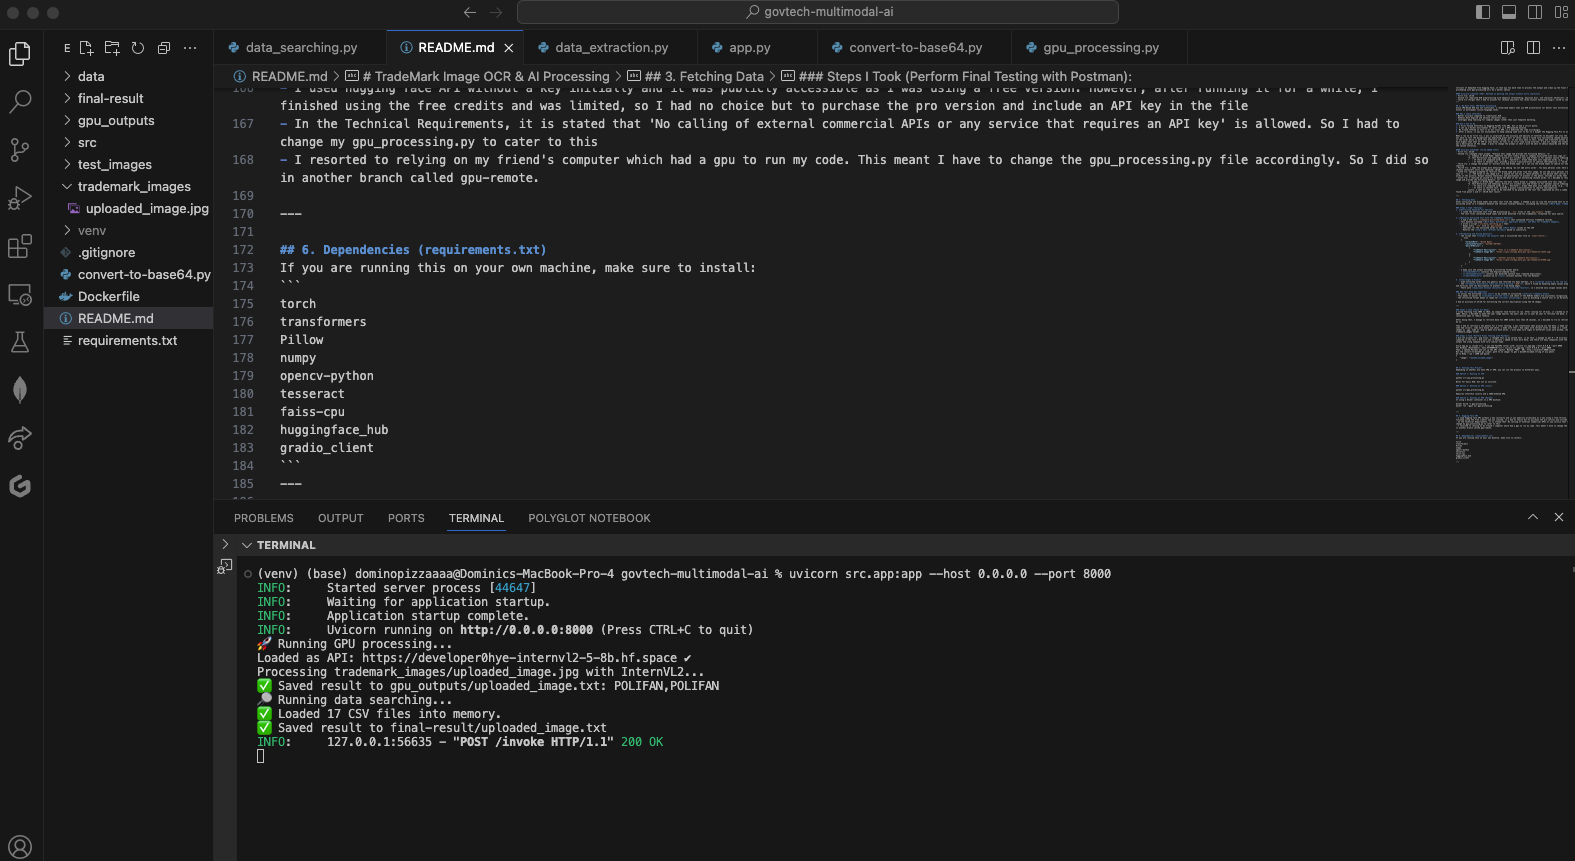 govtech-multimodal-ai
E
data
final-result
gpu_outputs
src
test_images
trademark_images
uploaded_image.jpg
venv
.gitignore
convert-to-base64.py
Dockerfile
README.md
requirements.txt
data_searching.py
README.md
data_extraction.py
app.py
convert-to-base64.py
gpu_processing.py
README.md > # TradeMark Image OCR & AI Processing > ## 3. Fetching Data > ### Steps I Took (Perform Final Testing with Postman):
166 - I used hugging face API without a key initially and it was publicly accessible as I was using a free version. However, after running it for a while, I
finished using the free credits and was limited, so I had no choice but to purchase the pro version and include an API key in the file
167 - In the Technical Requirements, it is stated that 'No calling of external commercial APIs or any service that requires an API key' is allowed. So I had to
change my gpu_processing.py to cater to this
168 - I resorted to relying on my friend's computer which had a gpu to run my code. This meant I have to change the gpu_processing.py file accordingly. So I did so
in another branch called gpu-remote.
169
170 ---
171
172 ## 6. Dependencies (requirements.txt)
173 If you are running this on your own machine, make sure to install:
174 ```
175 torch
176 transformers
177 Pillow
178 numpy
179 opencv-python
180 tesseract
181 faiss-cpu
182 huggingface_hub
183 gradio_client
184 ```
185 ---
PROBLEMS OUTPUT PORTS TERMINAL POLYGLOT NOTEBOOK
TERMINAL
(venv) (base) dominopizzaaaa@Dominics-MacBook-Pro-4 govtech-multimodal-ai % uvicorn src.app:app --host 0.0.0.0 --port 8000
INFO: Started server process [44647]
INFO: Waiting for application startup.
INFO: Application startup complete.
INFO: Uvicorn running on http://0.0.0.0:8000 (Press CTRL+C to quit)
🚀 Running GPU processing...
Loaded as API: https://developer0hye-internvl2-5-8b.hf.space ✔
Processing trademark_images/uploaded_image.jpg with InternVL2...
✅ Saved result to gpu_outputs/uploaded_image.txt: POLIFAN,POLIFAN
🔎 Running data searching...
✅ Loaded 17 CSV files into memory.
✅ Saved result to final-result/uploaded_image.txt
INFO: 127.0.0.1:56635 - "POST /invoke HTTP/1.1" 200 OK